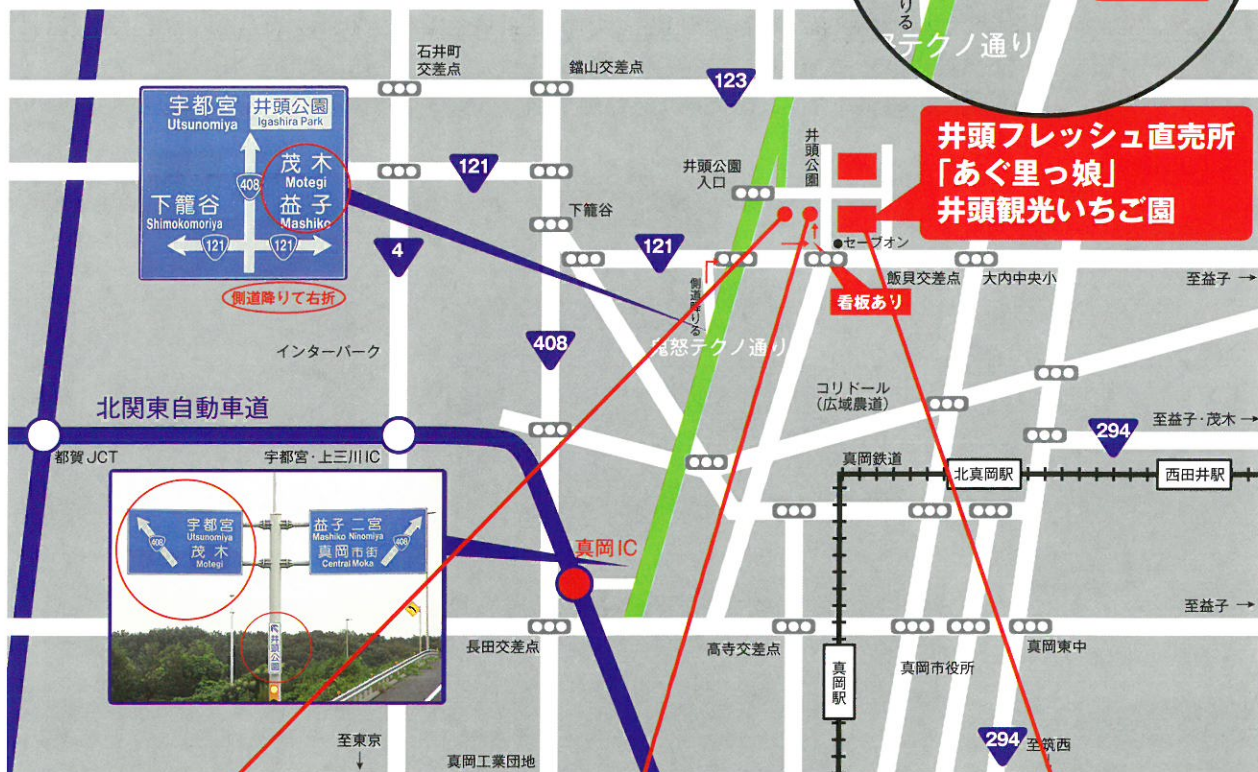 りる
鬼怒テクノ通り
石井町
交差点
鐺山交差点
123
宇都宮
Utsunomiya
井頭公園
Igashira Park
茂木
Motegi
益子
Mashiko
408
下籠谷
Shimokomoriya
121
121
側道降りて右折
121
4
下籠谷
121
井頭公園
入口
井頭公園
井頭フレッシュ直売所
「あぐ里っ娘」
井頭観光いちご園
●セーブオン
飯貝交差点
大内中央小
至益子 →
看板あり
側道降りる
鬼怒テクノ通り
408
インターパーク
北関東自動車道
都賀JCT
宇都宮・上三川IC
コリドール
(広域農道)
至益子・茂木 →
294
真岡鉄道
北真岡駅
西田井駅
宇都宮
Utsunomiya
茂木
Motegi
408
益子 二宮
Mashiko Ninomiya
真岡市街
Central Moka
408
井頭公園
真岡IC
至益子 →
長田交差点
高寺交差点
真岡市役所
真岡東中
真岡駅
至東京
↓
真岡工業団地
294
至筑西